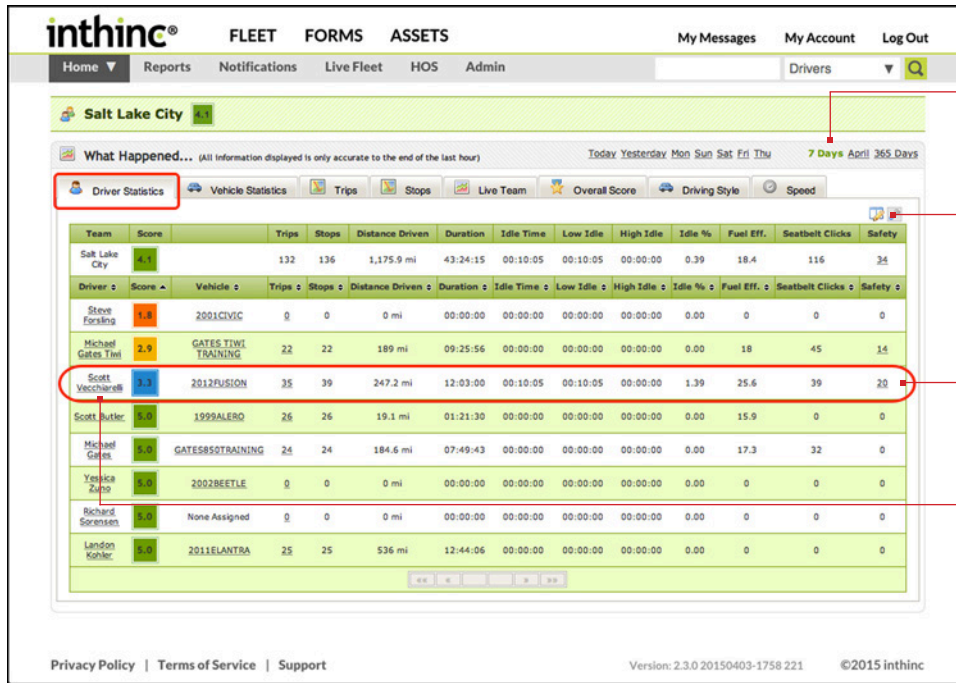 inthinc® FLEET FORMS ASSETS My Messages My Account Log Out
Home ▼ Reports Notifications Live Fleet HOS Admin Drivers ▼
Salt Lake City 4.1
What Happened... (All information displayed is only accurate to the end of the last hour) Today Yesterday Mon Sun Sat Fri Thu 7 Days April 365 Days
Driver Statistics Vehicle Statistics Trips Stops Live Team Overall Score Driving Style Speed
Team Score Trips Stops Distance Driven Duration Idle Time Low Idle High Idle Idle % Fuel Eff. Seatbelt Clicks Safety
Salt Lake City 4.1 132 136 1,175.9 mi 43:24:15 00:10:05 00:10:05 00:00:00 0.39 18.4 116 34
Driver Score Vehicle Trips Stops Distance Driven Duration Idle Time Low Idle High Idle Idle % Fuel Eff. Seatbelt Clicks Safety
Steve Forsling 1.8 2001CIVIC 0 0 0 mi 00:00:00 00:00:00 00:00:00 00:00:00 0.00 0 0 0
Michael Gates Tiwi 2.9 GATES TIWI TRAINING 22 22 189 mi 09:25:56 00:00:00 00:00:00 00:00:00 0.00 18 45 14
Scott Vecchiarelli 3.3 2012FUSION 35 39 247.2 mi 12:03:00 00:10:05 00:10:05 00:00:00 1.39 25.6 39 20
Scott Butler 5.0 1999ALERO 26 26 19.1 mi 01:21:30 00:00:00 00:00:00 00:00:00 0.00 15.9 0 0
Michael Gates 5.0 GATES850TRAINING 24 24 184.6 mi 07:49:43 00:00:00 00:00:00 00:00:00 0.00 17.3 32 0
Yessica Zuno 5.0 2002BEETLE 0 0 0 mi 00:00:00 00:00:00 00:00:00 00:00:00 0.00 0 0 0
Richard Sorensen 5.0 None Assigned 0 0 0 mi 00:00:00 00:00:00 00:00:00 00:00:00 0.00 0 0 0
Landon Kohler 5.0 2011ELANTRA 25 25 536 mi 12:44:06 00:00:00 00:00:00 00:00:00 0.00 0 0 0
«« « » »»
Privacy Policy | Terms of Service | Support Version: 2.3.0 20150403-1758 221 ©2015 inthinc